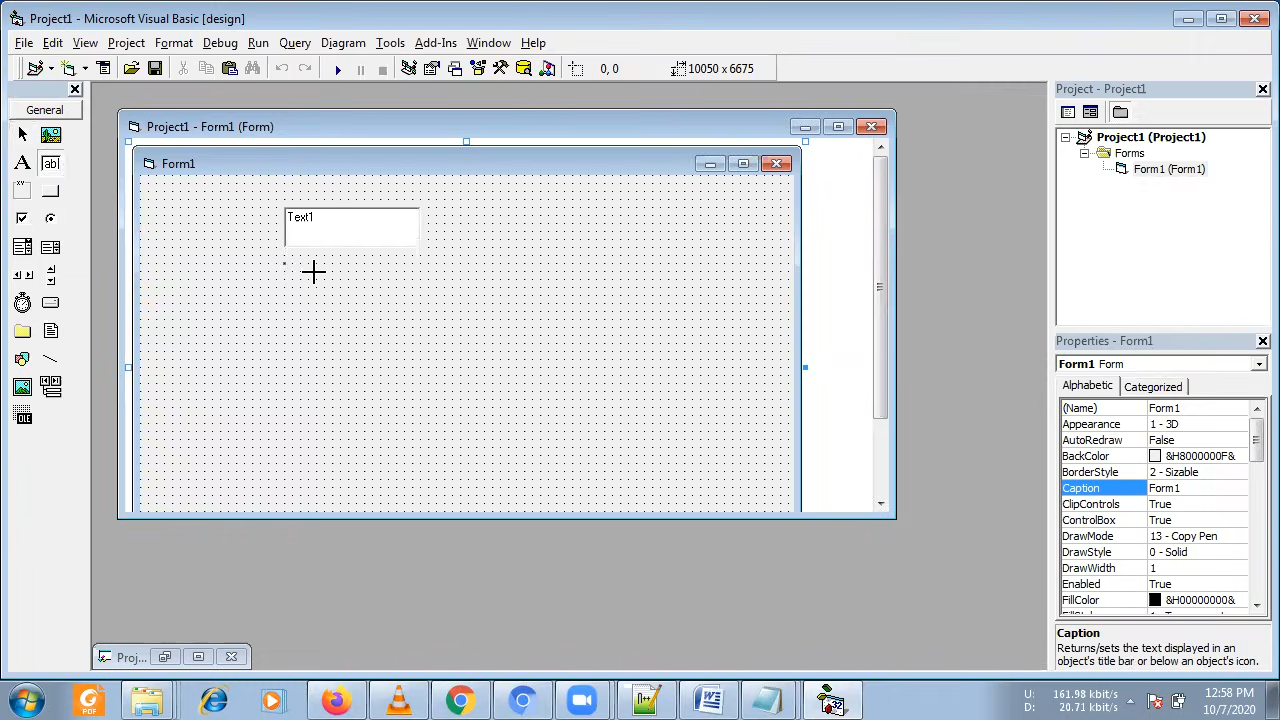 Project1 - Microsoft Visual Basic [design]
File Edit View Project Format Debug Run Query Diagram Tools Add-Ins Window Help
0, 0 10050 x 6675
General
A ab|
OLE
Project1 - Form1 (Form)
Form1
Text1
Proj...
Project - Project1
Project1 (Project1)
Forms
Form1 (Form1)
Properties - Form1
Form1 Form
Alphabetic Categorized
(Name) Form1
Appearance 1 - 3D
AutoRedraw False
BackColor &H8000000F&
BorderStyle 2 - Sizable
Caption Form1
ClipControls True
ControlBox True
DrawMode 13 - Copy Pen
DrawStyle 0 - Solid
DrawWidth 1
Enabled True
FillColor &H00000000&
Caption
Returns/sets the text displayed in an
object's title bar or below an object's icon.
PDF
32
U: 161.98 kbit/s
D: 20.71 kbit/s
12:58 PM
10/7/2020